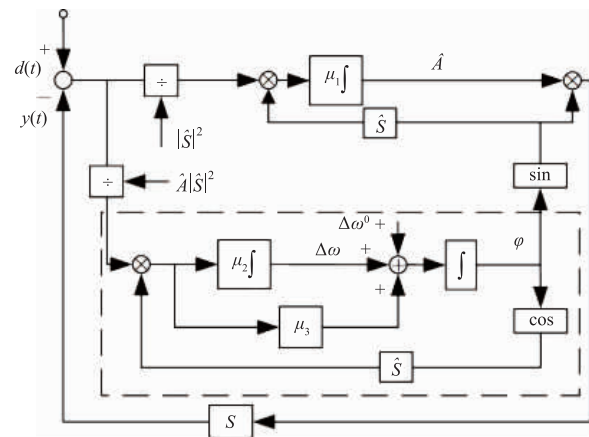 +
d(t)
−
y(t)
÷
|Ŝ|²
μ₁∫
Â
Ŝ
÷
Â|Ŝ|²
sin
Δω⁰ +
μ₂∫
Δω
+
+
∫
φ
μ₃
+
cos
Ŝ
S